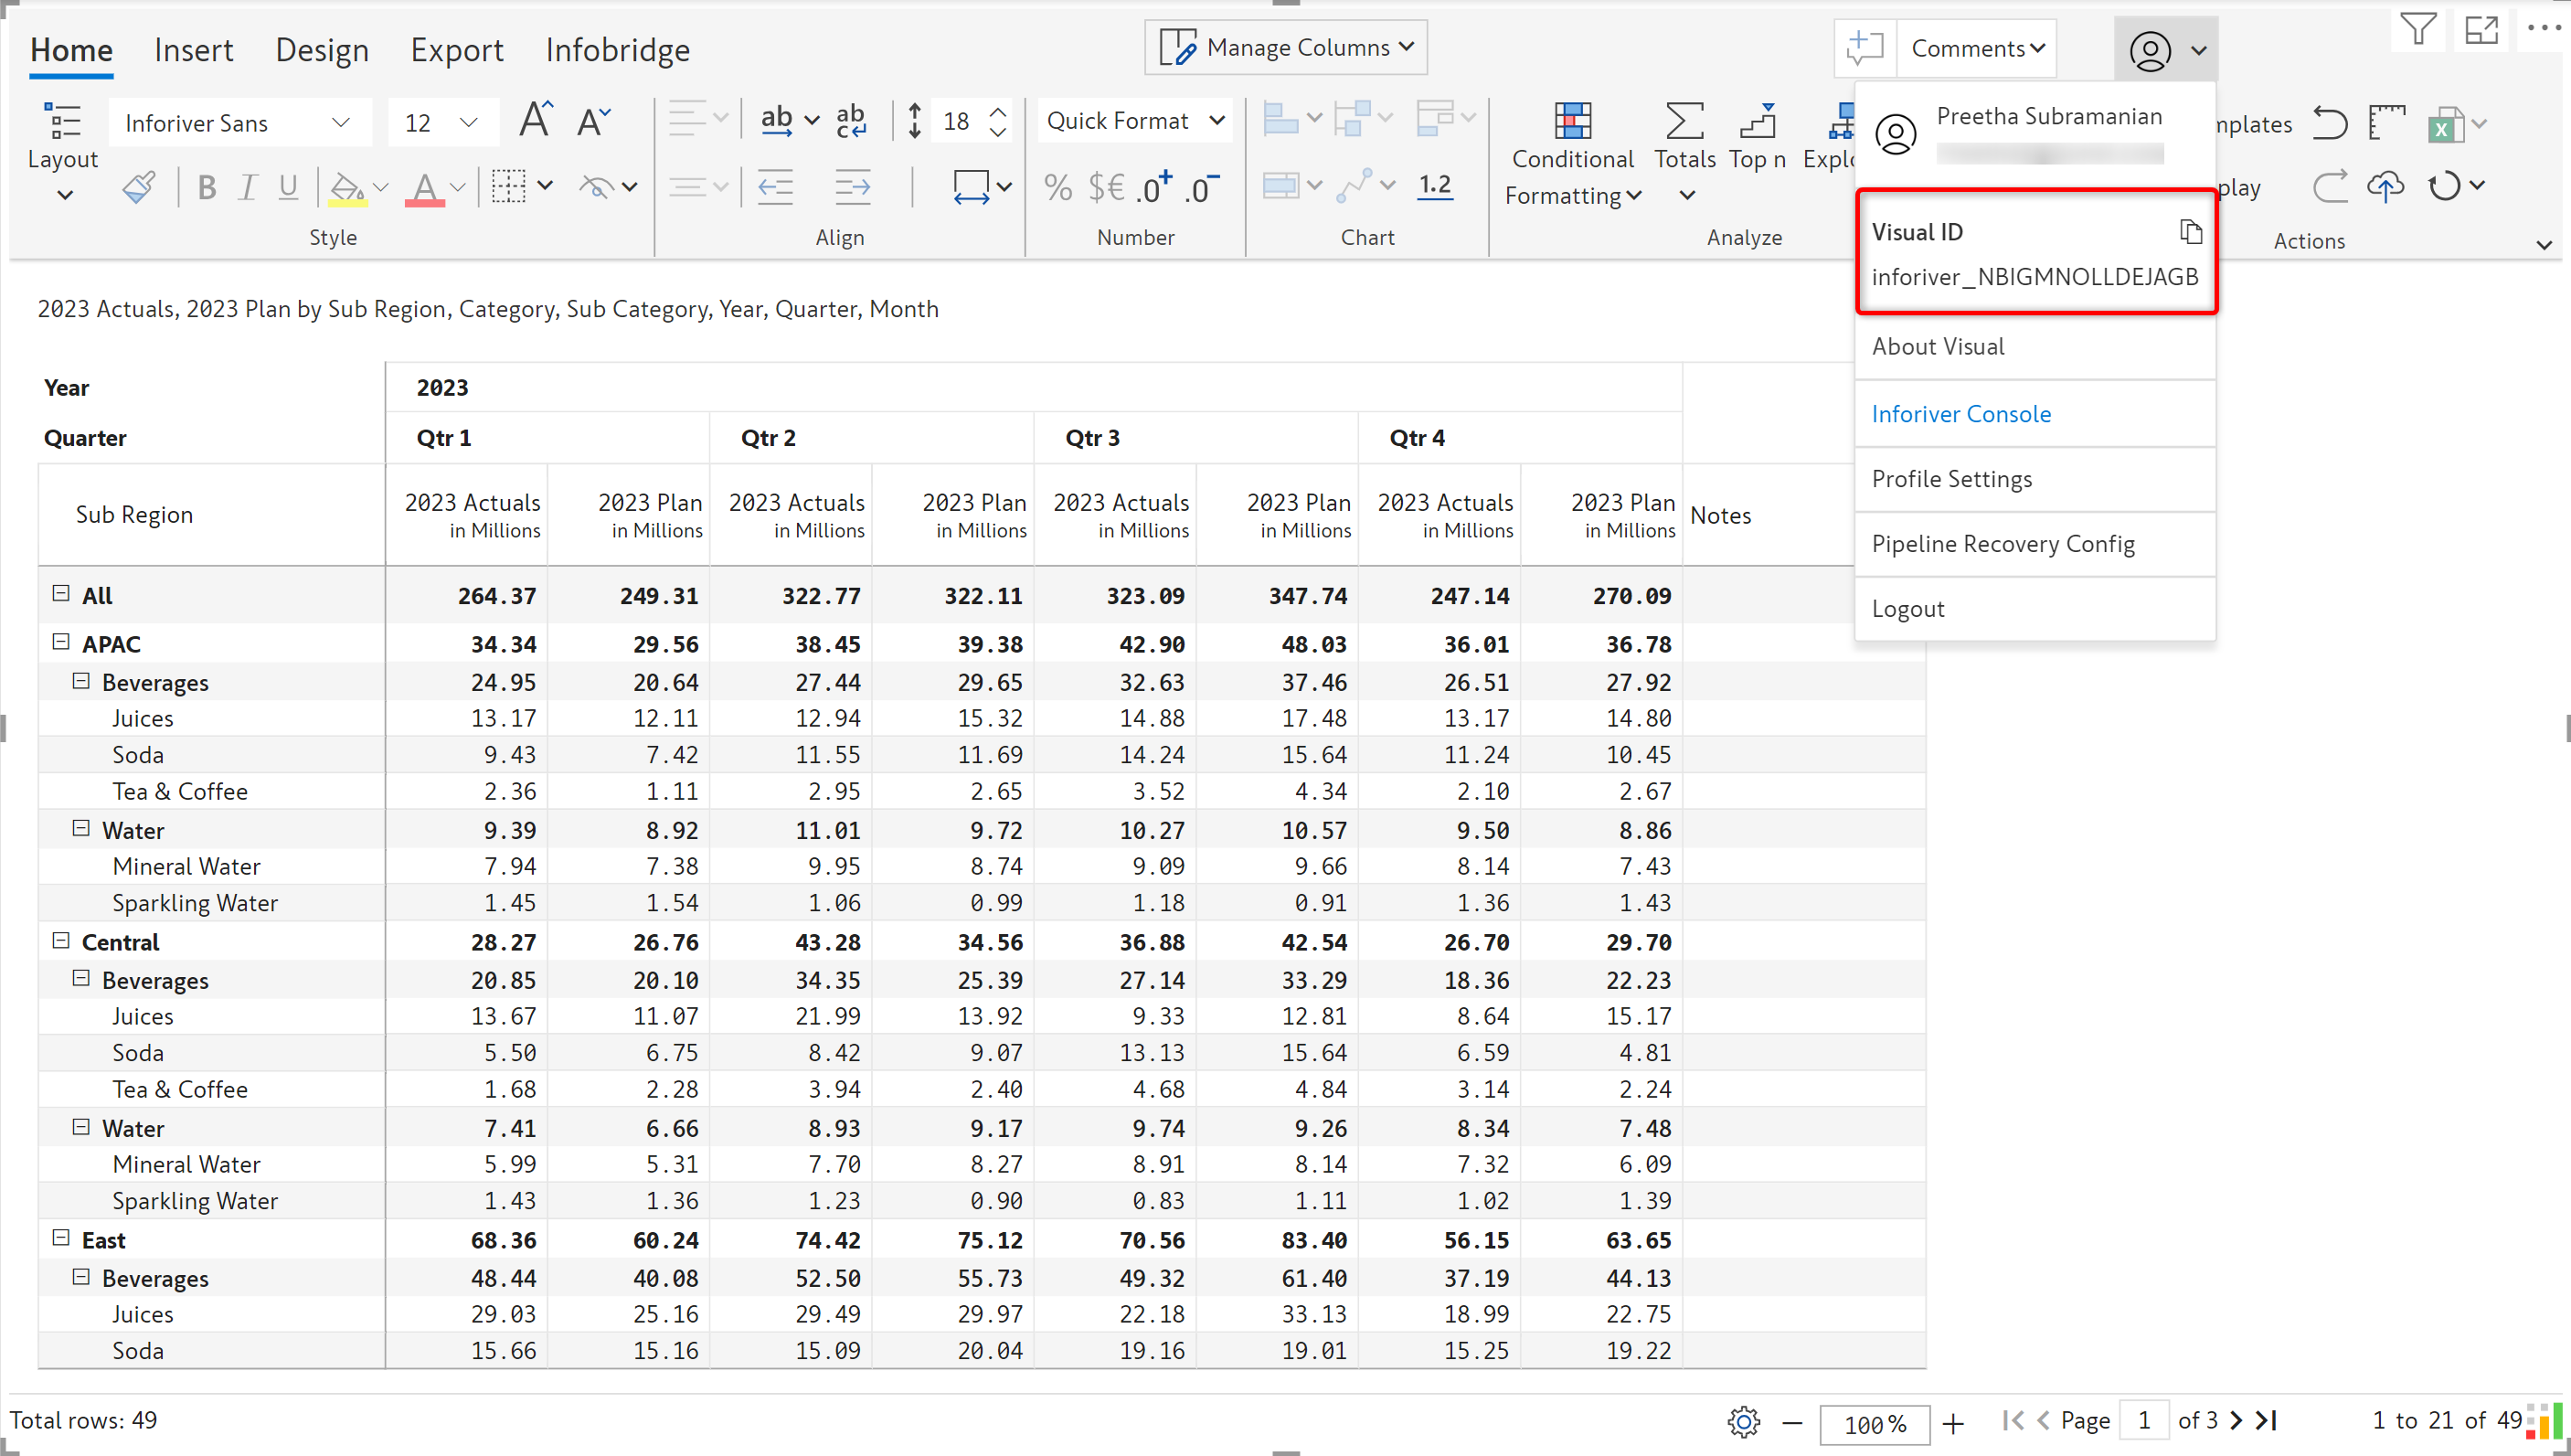 Home Insert Design Export Infobridge Manage Columns Comments
Inforiver Sans 12 ab ab c 18 Quick Format
Layout
B I U A % $€ .0+ .0- 1.2
Conditional Formatting Totals Top n
Style Align Number Chart Analyze Actions
Preetha Subramanian
Visual ID
inforiver_NBIGMNOLLDEJAGB
About Visual
Inforiver Console
Profile Settings
Pipeline Recovery Config
Logout
2023 Actuals, 2023 Plan by Sub Region, Category, Sub Category, Year, Quarter, Month
Year 2023
Quarter Qtr 1 Qtr 2 Qtr 3 Qtr 4
Sub Region 2023 Actuals in Millions 2023 Plan in Millions 2023 Actuals in Millions 2023 Plan in Millions 2023 Actuals in Millions 2023 Plan in Millions 2023 Actuals in Millions 2023 Plan in Millions Notes
All 264.37 249.31 322.77 322.11 323.09 347.74 247.14 270.09
APAC 34.34 29.56 38.45 39.38 42.90 48.03 36.01 36.78
Beverages 24.95 20.64 27.44 29.65 32.63 37.46 26.51 27.92
Juices 13.17 12.11 12.94 15.32 14.88 17.48 13.17 14.80
Soda 9.43 7.42 11.55 11.69 14.24 15.64 11.24 10.45
Tea & Coffee 2.36 1.11 2.95 2.65 3.52 4.34 2.10 2.67
Water 9.39 8.92 11.01 9.72 10.27 10.57 9.50 8.86
Mineral Water 7.94 7.38 9.95 8.74 9.09 9.66 8.14 7.43
Sparkling Water 1.45 1.54 1.06 0.99 1.18 0.91 1.36 1.43
Central 28.27 26.76 43.28 34.56 36.88 42.54 26.70 29.70
Beverages 20.85 20.10 34.35 25.39 27.14 33.29 18.36 22.23
Juices 13.67 11.07 21.99 13.92 9.33 12.81 8.64 15.17
Soda 5.50 6.75 8.42 9.07 13.13 15.64 6.59 4.81
Tea & Coffee 1.68 2.28 3.94 2.40 4.68 4.84 3.14 2.24
Water 7.41 6.66 8.93 9.17 9.74 9.26 8.34 7.48
Mineral Water 5.99 5.31 7.70 8.27 8.91 8.14 7.32 6.09
Sparkling Water 1.43 1.36 1.23 0.90 0.83 1.11 1.02 1.39
East 68.36 60.24 74.42 75.12 70.56 83.40 56.15 63.65
Beverages 48.44 40.08 52.50 55.73 49.32 61.40 37.19 44.13
Juices 29.03 25.16 29.49 29.97 22.18 33.13 18.99 22.75
Soda 15.66 15.16 15.09 20.04 19.16 19.01 15.25 19.22
Total rows: 49 100% Page 1 of 3 1 to 21 of 49